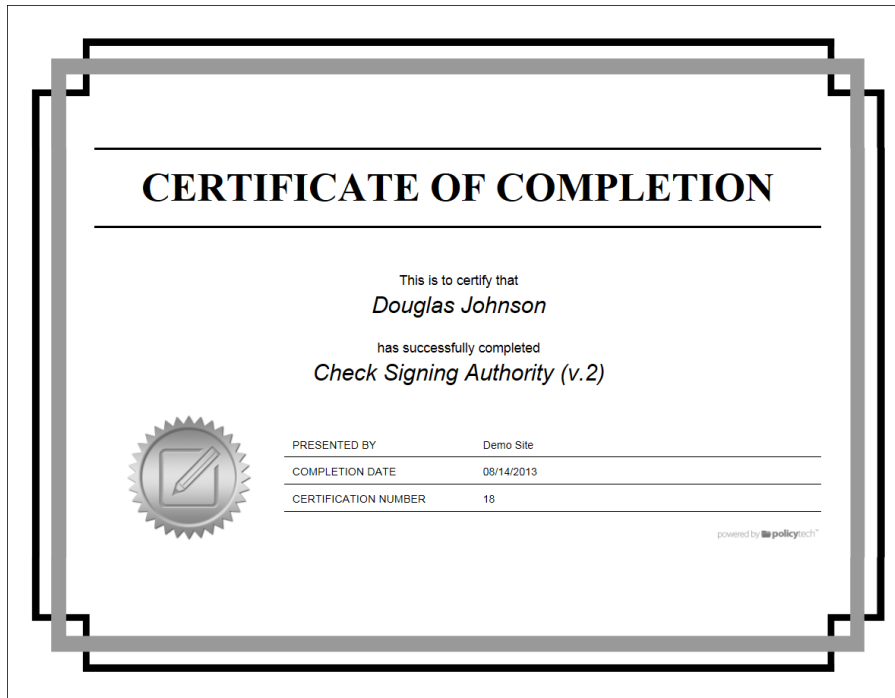 CERTIFICATE OF COMPLETION
This is to certify that
Douglas Johnson
has successfully completed
Check Signing Authority (v.2)
PRESENTED BY Demo Site
COMPLETION DATE 08/14/2013
CERTIFICATION NUMBER 18
powered by policytech™